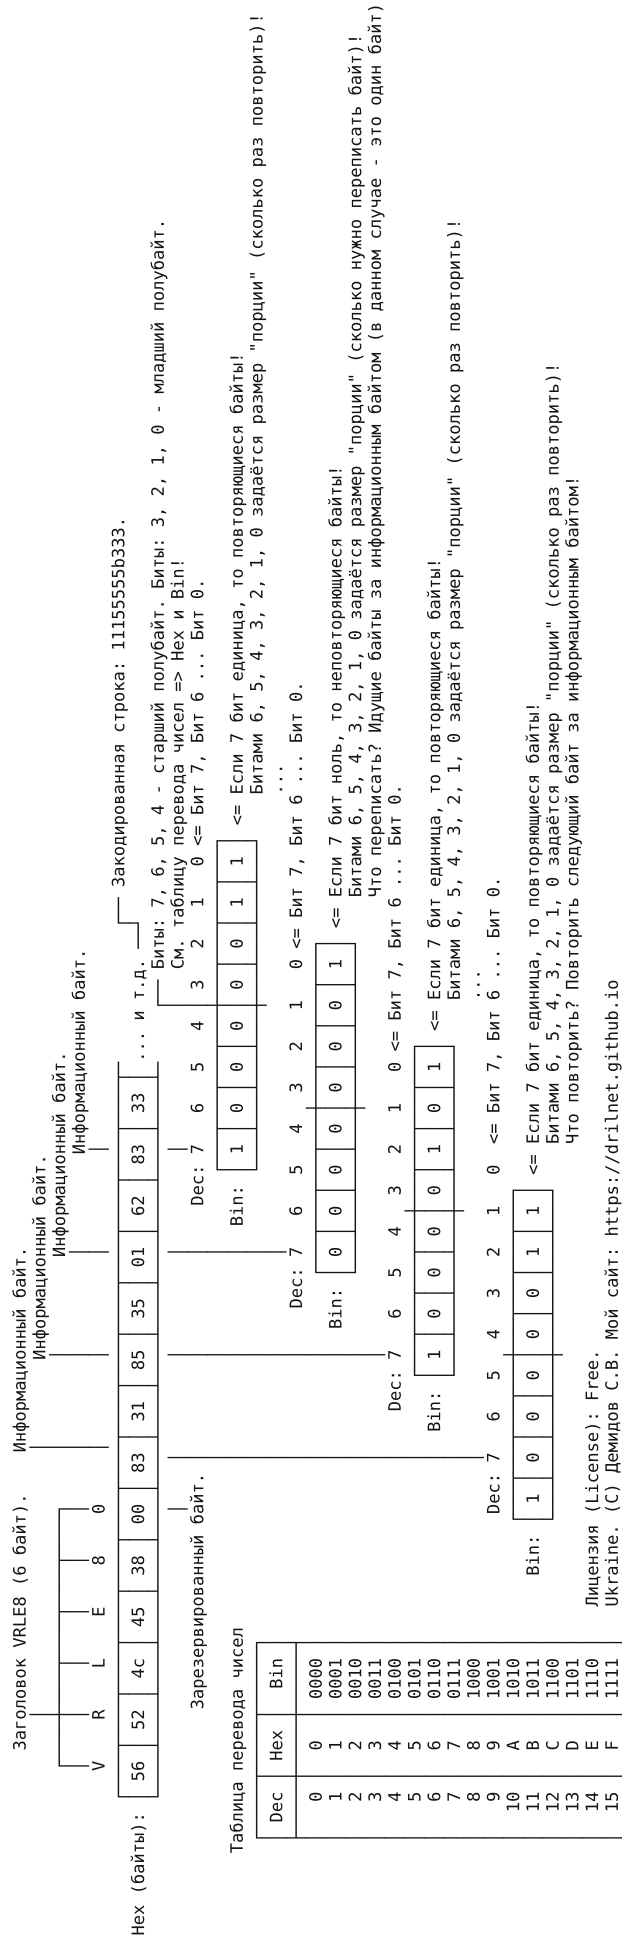 Заголовок VRLE8 (6 байт). Информационный байт.
Информационный байт.
Информационный байт.
Информационный байт.
V R L E 8 0
Закодированная строка: 11155555b333.
Hex (байты): 56 52 4c 45 38 00 83 31 85 35 01 62 83 33 ... и т.д.
Биты: 7, 6, 5, 4 - старший полубайт. Биты: 3, 2, 1, 0 - младший полубайт.
См. таблицу перевода чисел => Hex и Bin!
Зарезервированный байт.
Dec: 7 6 5 4 3 2 1 0 <= Бит 7, Бит 6 ... Бит 0.
Bin: 1 0 0 0 0 0 1 1 <= Если 7 бит единица, то повторяющиеся байты!
Битами 6, 5, 4, 3, 2, 1, 0 задаётся размер "порции" (сколько раз повторить)!
...
Dec: 7 6 5 4 3 2 1 0 <= Бит 7, Бит 6 ... Бит 0.
Bin: 0 0 0 0 0 0 0 1 <= Если 7 бит ноль, то неповторяющиеся байты!
Битами 6, 5, 4, 3, 2, 1, 0 задаётся размер "порции" (сколько нужно переписать байт)!
Что переписать? Идущие байты за информационным байтом (в данном случае - это один байт)
Dec: 7 6 5 4 3 2 1 0 <= Бит 7, Бит 6 ... Бит 0.
Bin: 1 0 0 0 0 1 0 1 <= Если 7 бит единица, то повторяющиеся байты!
Битами 6, 5, 4, 3, 2, 1, 0 задаётся размер "порции" (сколько раз повторить)!
...
Dec: 7 6 5 4 3 2 1 0 <= Бит 7, Бит 6 ... Бит 0.
Bin: 1 0 0 0 0 0 1 1 <= Если 7 бит единица, то повторяющиеся байты!
Битами 6, 5, 4, 3, 2, 1, 0 задаётся размер "порции" (сколько раз повторить)!
Что повторить? Повторить следующий байт за информационным байтом!
Таблица перевода чисел
Dec Hex Bin
0 0 0000
1 1 0001
2 2 0010
3 3 0011
4 4 0100
5 5 0101
6 6 0110
7 7 0111
8 8 1000
9 9 1001
10 A 1010
11 B 1011
12 C 1100
13 D 1101
14 E 1110
15 F 1111
Лицензия (License): Free.
Ukraine. (C) Демидов С.В. Мой сайт: https://drilnet.github.io